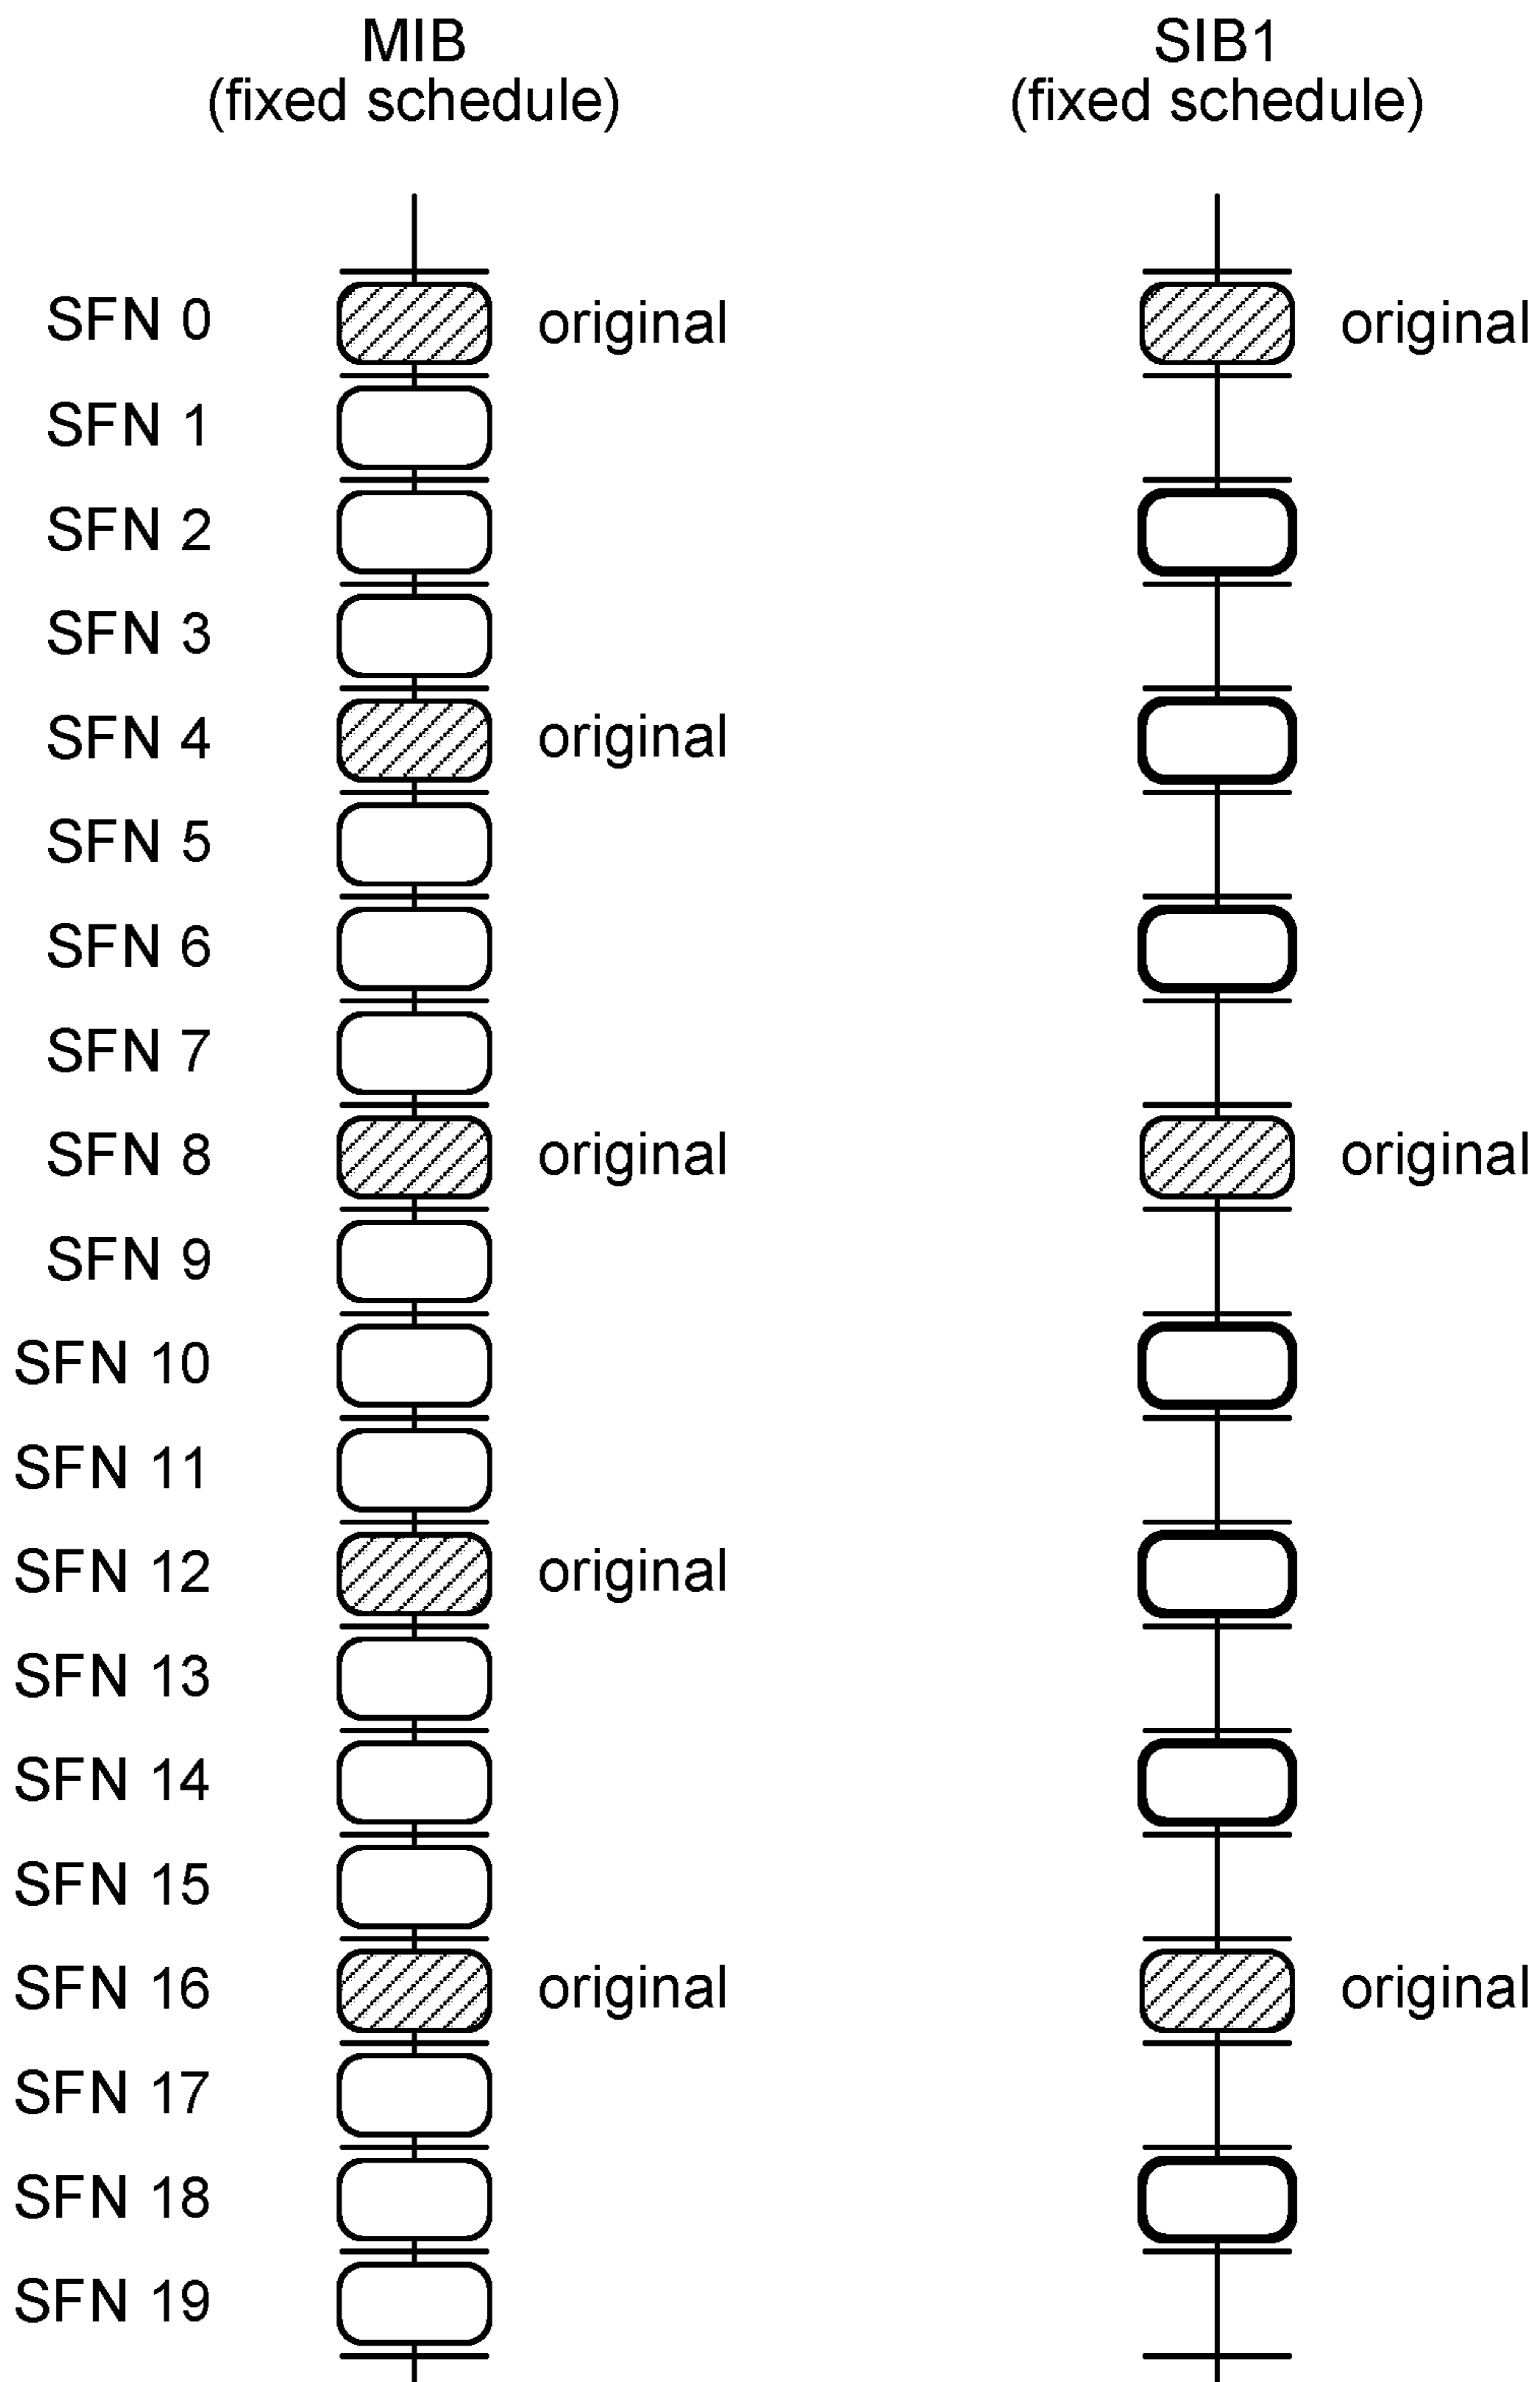 MIB
(fixed schedule)
SIB1
(fixed schedule)
SFN 0 original original
SFN 1
SFN 2
SFN 3
SFN 4 original
SFN 5
SFN 6
SFN 7
SFN 8 original original
SFN 9
SFN 10
SFN 11
SFN 12 original
SFN 13
SFN 14
SFN 15
SFN 16 original original
SFN 17
SFN 18
SFN 19